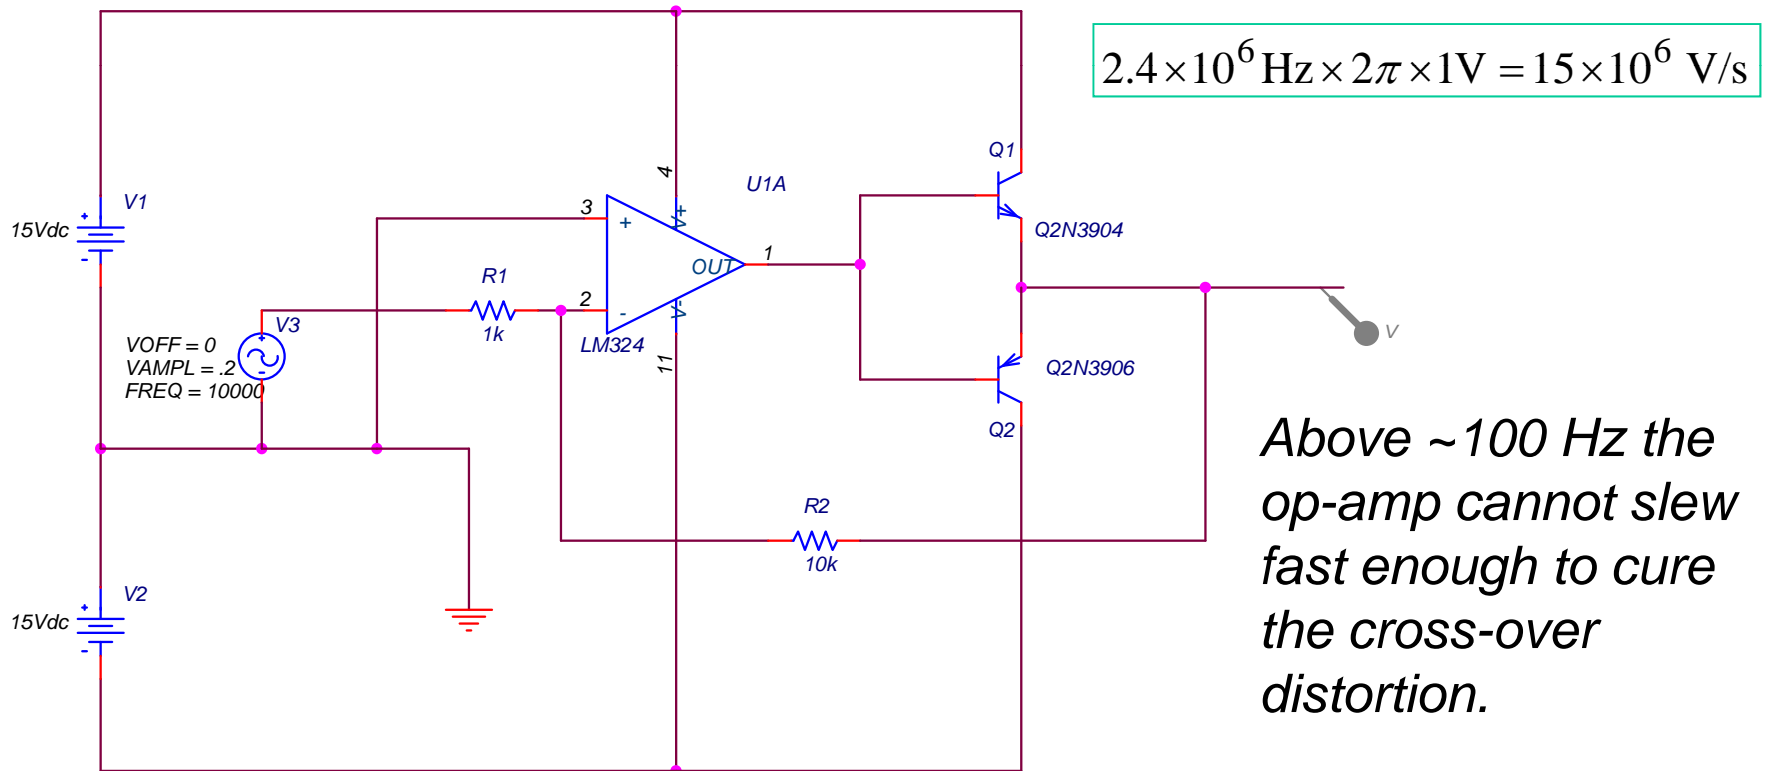 2.4×10⁶ Hz × 2π × 1V = 15×10⁶ V/s
Q1
4
U1A
V1
15Vdc
+
-
3
+
V+
Q2N3904
1
OUT
R1
1k
2
-
V-
V3
LM324
11
VOFF = 0
VAMPL = .2
FREQ = 10000
+
-
V
Q2N3906
Q2
Above ~100 Hz the
op-amp cannot slew
fast enough to cure
the cross-over
distortion.
R2
10k
V2
15Vdc
+
-